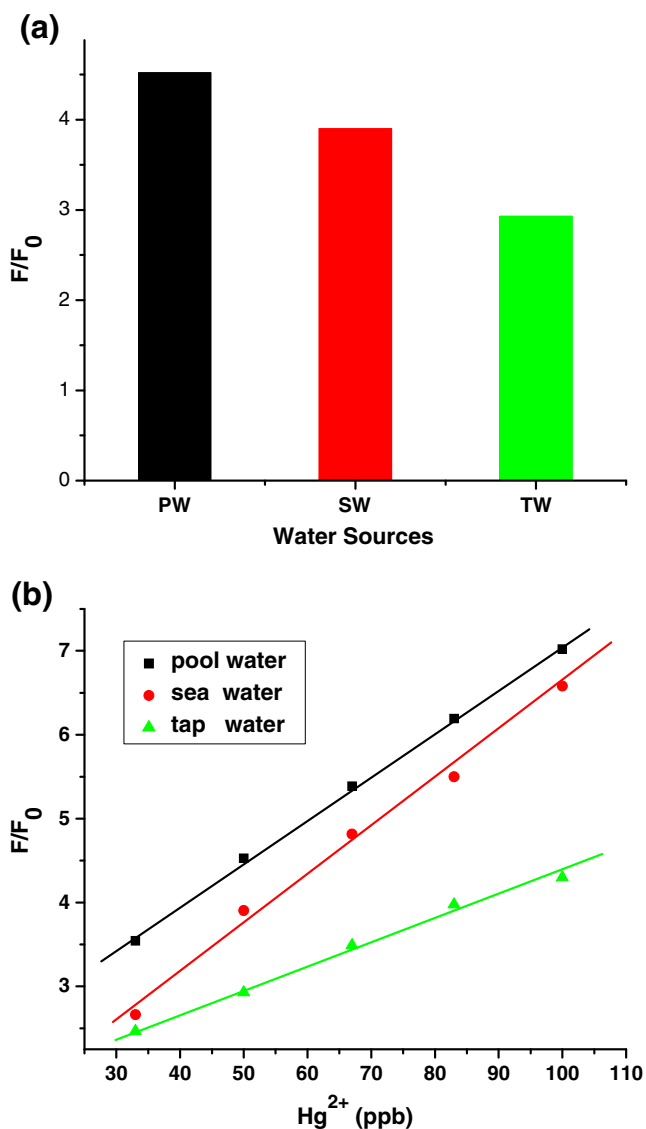 (a)
4
3
2
1
0
F/F0
PW SW TW
Water Sources
(b)
7
6
5
4
3
F/F0
pool water
sea water
tap water
30 40 50 60 70 80 90 100 110
Hg2+ (ppb)